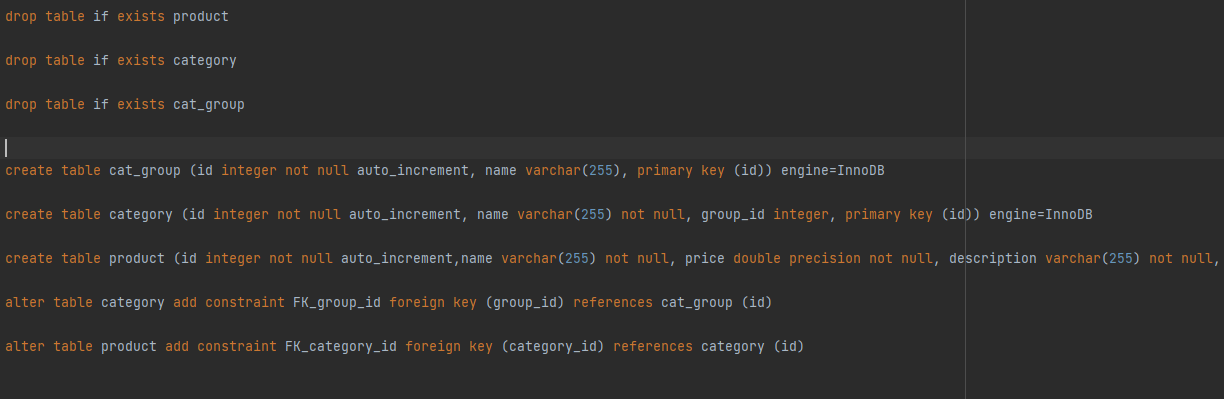 drop table if exists product
drop table if exists category
drop table if exists cat_group
create table cat_group (id integer not null auto_increment, name varchar(255), primary key (id)) engine=InnoDB
create table category (id integer not null auto_increment, name varchar(255) not null, group_id integer, primary key (id)) engine=InnoDB
create table product (id integer not null auto_increment,name varchar(255) not null, price double precision not null, description varchar(255) not null,
alter table category add constraint FK_group_id foreign key (group_id) references cat_group (id)
alter table product add constraint FK_category_id foreign key (category_id) references category (id)